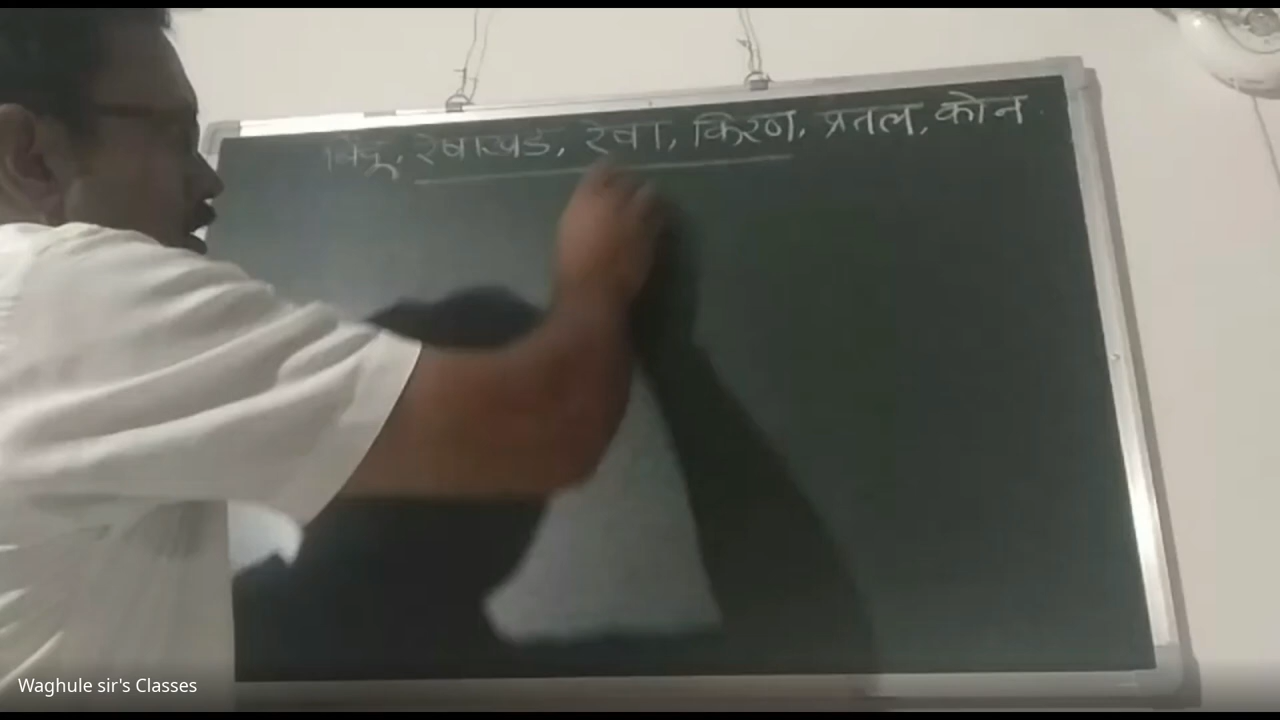 बिंदू, रेषाखंड, रेषा, किरण, प्रतल, कोन.
Waghule sir's Classes